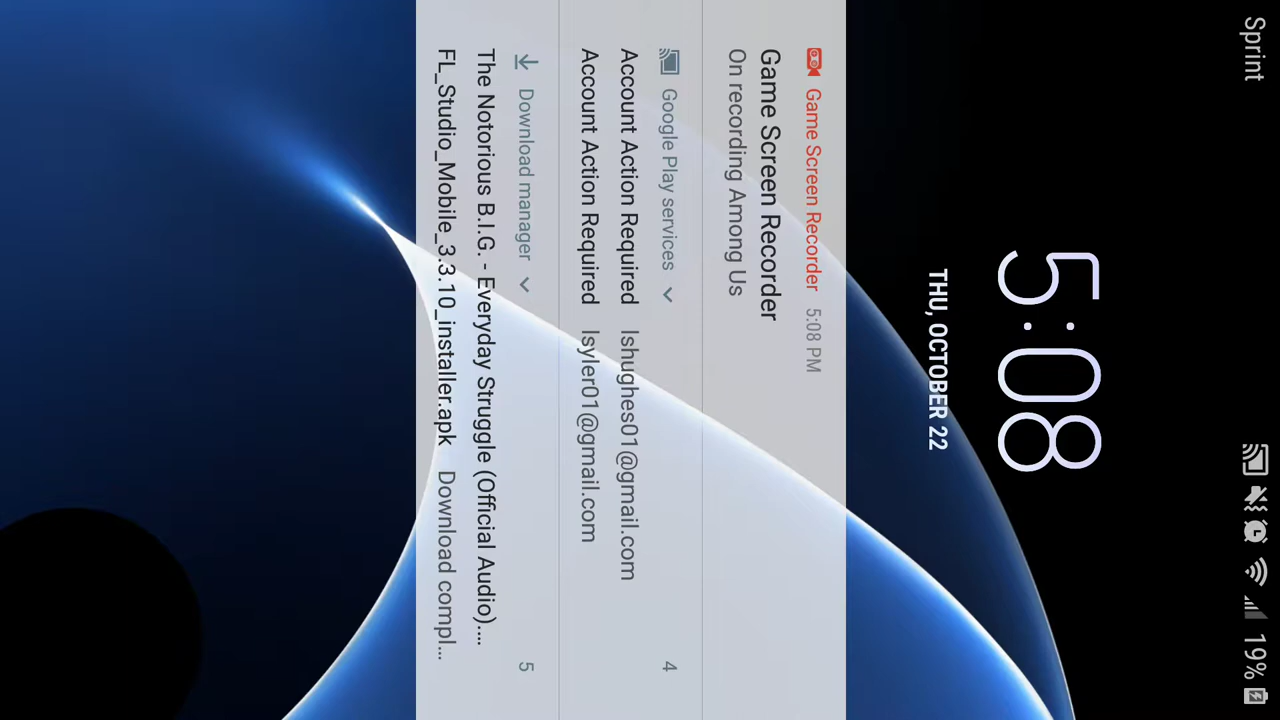 Sprint
19%
5:08
THU, OCTOBER 22
Game Screen Recorder 5:08 PM
Game Screen Recorder
On recording Among Us
Google Play services 4
Account Action Required lshughes01@gmail.com
Account Action Required lsyler01@gmail.com
Download manager 5
The Notorious B.I.G. - Everyday Struggle (Official Audio)....
FL_Studio_Mobile_3.3.10_installer.apk Download compl...